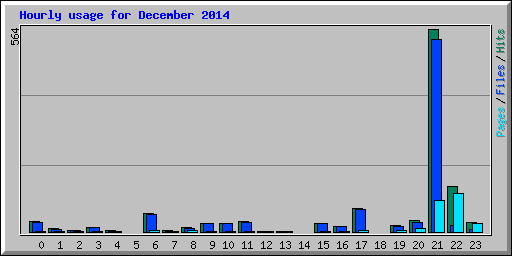 Hourly usage for December 2014
564
Pages/Files/Hits
0 1 2 3 4 5 6 7 8 9 10 11 12 13 14 15 16 17 18 19 20 21 22 23